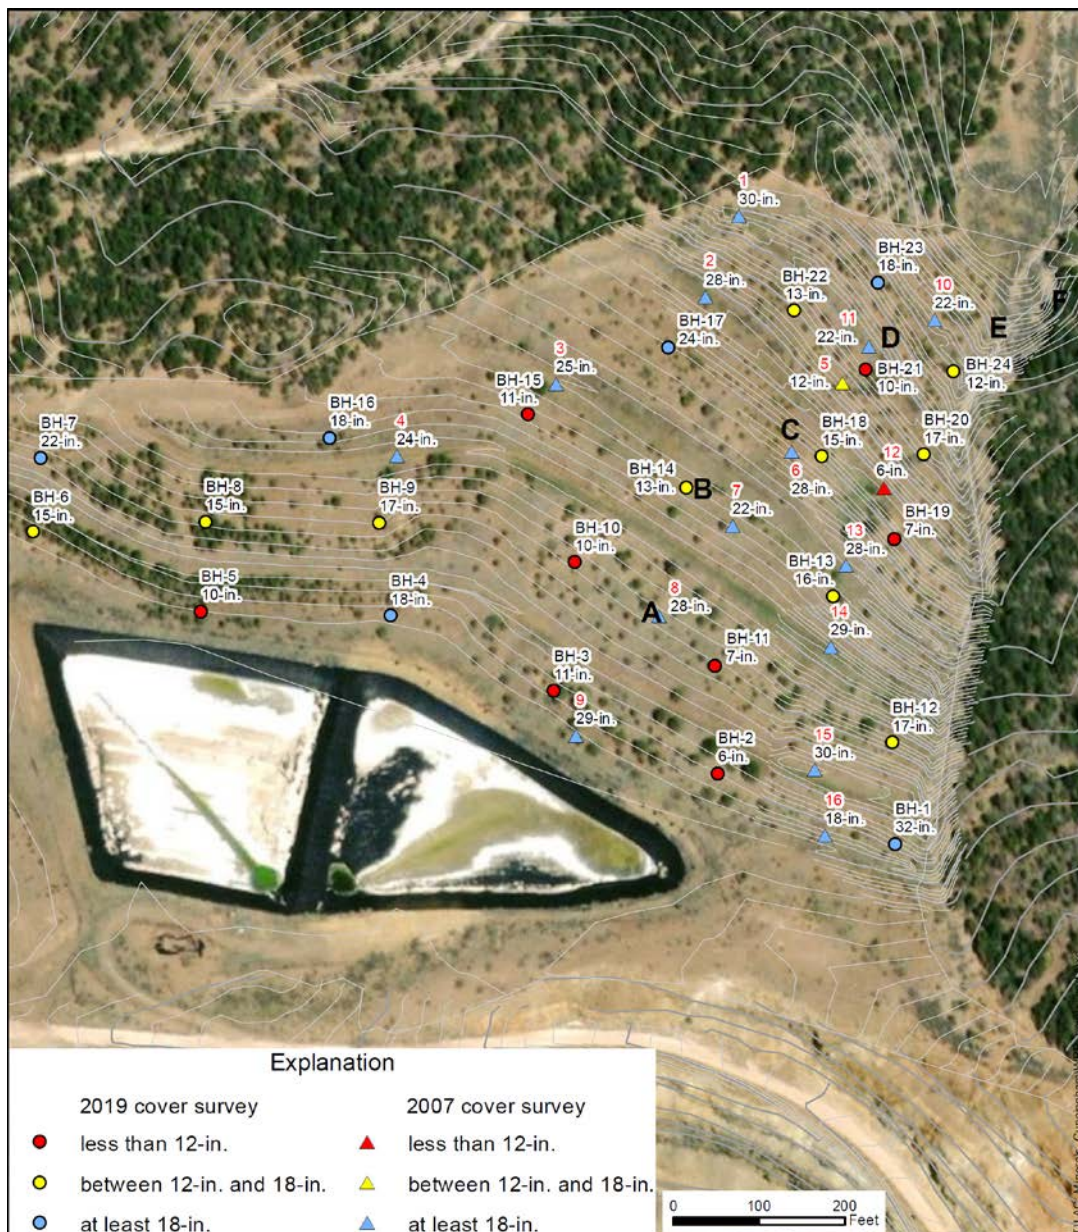 1
30-in.
2
28-in.
BH-23
18-in.
BH-22
13-in.
10
22-in.
F
E
BH-17
24-in.
11
22-in.
D
3
25-in.
5
12-in.
BH-21
10-in.
BH-24
12-in.
BH-15
11-in.
BH-16
18-in.
4
24-in.
BH-7
22-in.
C
BH-18
15-in.
BH-20
17-in.
6
28-in.
12
6-in.
BH-14
13-in.
B
7
22-in.
BH-6
15-in.
BH-8
15-in.
BH-9
17-in.
BH-19
7-in.
BH-10
10-in.
13
28-in.
BH-13
16-in.
BH-5
10-in.
BH-4
18-in.
A
8
28-in.
14
29-in.
BH-11
7-in.
BH-3
11-in.
9
29-in.
BH-12
17-in.
BH-2
6-in.
15
30-in.
16
18-in.
BH-1
32-in.
Explanation
2019 cover survey
less than 12-in.
between 12-in. and 18-in.
at least 18-in.
2007 cover survey
less than 12-in.
between 12-in. and 18-in.
at least 18-in.
0 100 200
Feet